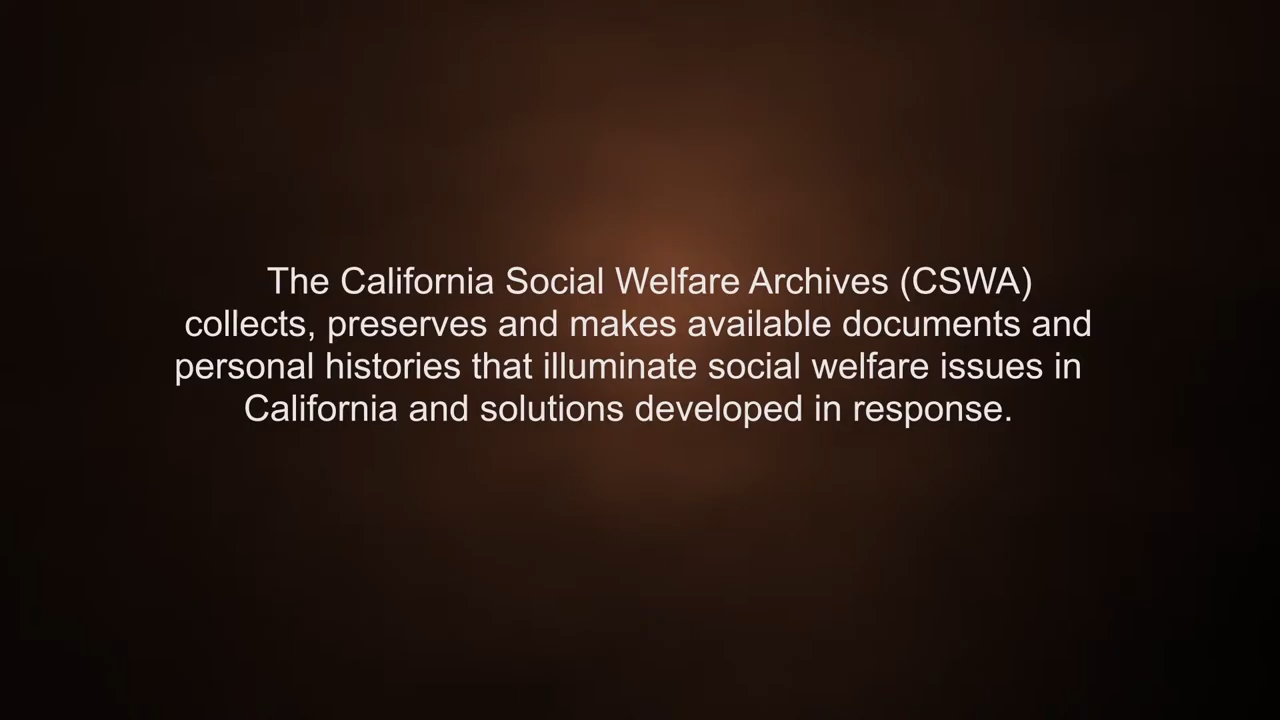 The California Social Welfare Archives (CSWA)
collects, preserves and makes available documents and
personal histories that illuminate social welfare issues in
California and solutions developed in response.